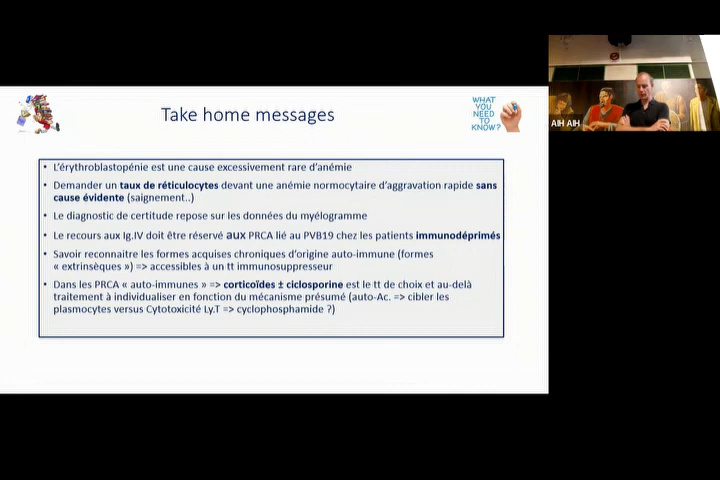 Take home messages
WHAT
YOU
NEED
TO
KNOW?
• L'érythroblastopénie est une cause excessivement rare d'anémie
• Demander un taux de réticulocytes devant une anémie normocytaire d'aggravation rapide sans
cause évidente (saignement..)
• Le diagnostic de certitude repose sur les données du myélogramme
• Le recours aux Ig.IV doit être réservé aux PRCA lié au PVB19 chez les patients immunodéprimés
• Savoir reconnaitre les formes acquises chroniques d'origine auto-immune (formes
« extrinsèques ») => accessibles à un tt immunosuppresseur
• Dans les PRCA « auto-immunes » => corticoïdes ± ciclosporine est le tt de choix et au-delà
traitement à individualiser en fonction du mécanisme présumé (auto-Ac. => cibler les
plasmocytes versus Cytotoxicité Ly.T => cyclophosphamide ?)
AIH AIH